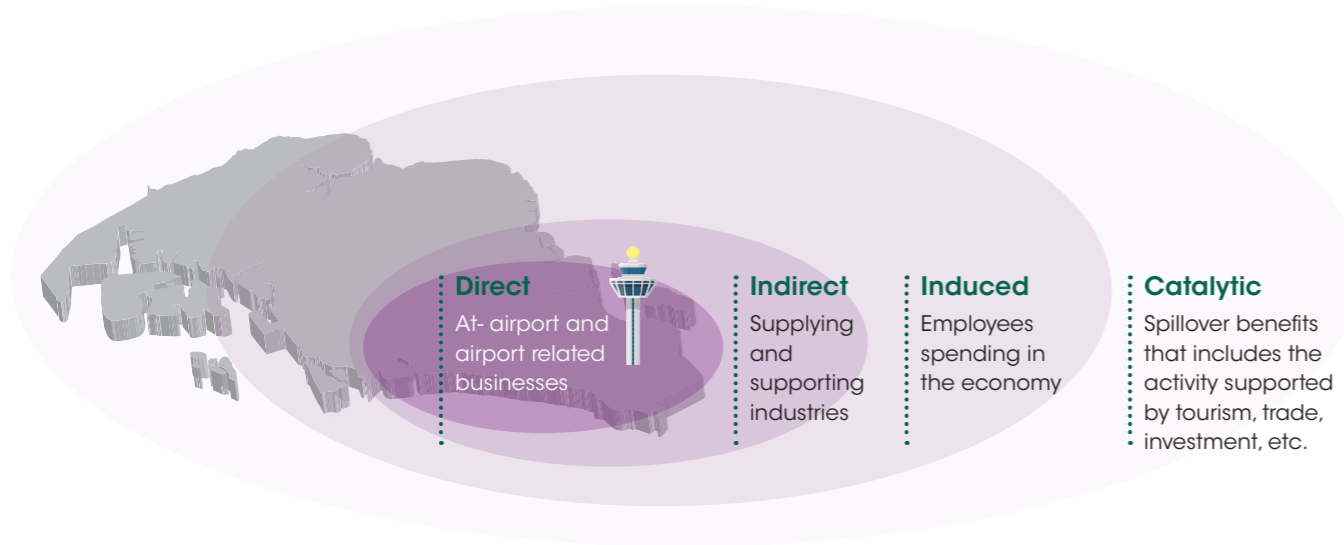 Direct
At- airport and
airport related
businesses
Indirect
Supplying
and
supporting
industries
Induced
Employees
spending in
the economy
Catalytic
Spillover benefits
that includes the
activity supported
by tourism, trade,
investment, etc.